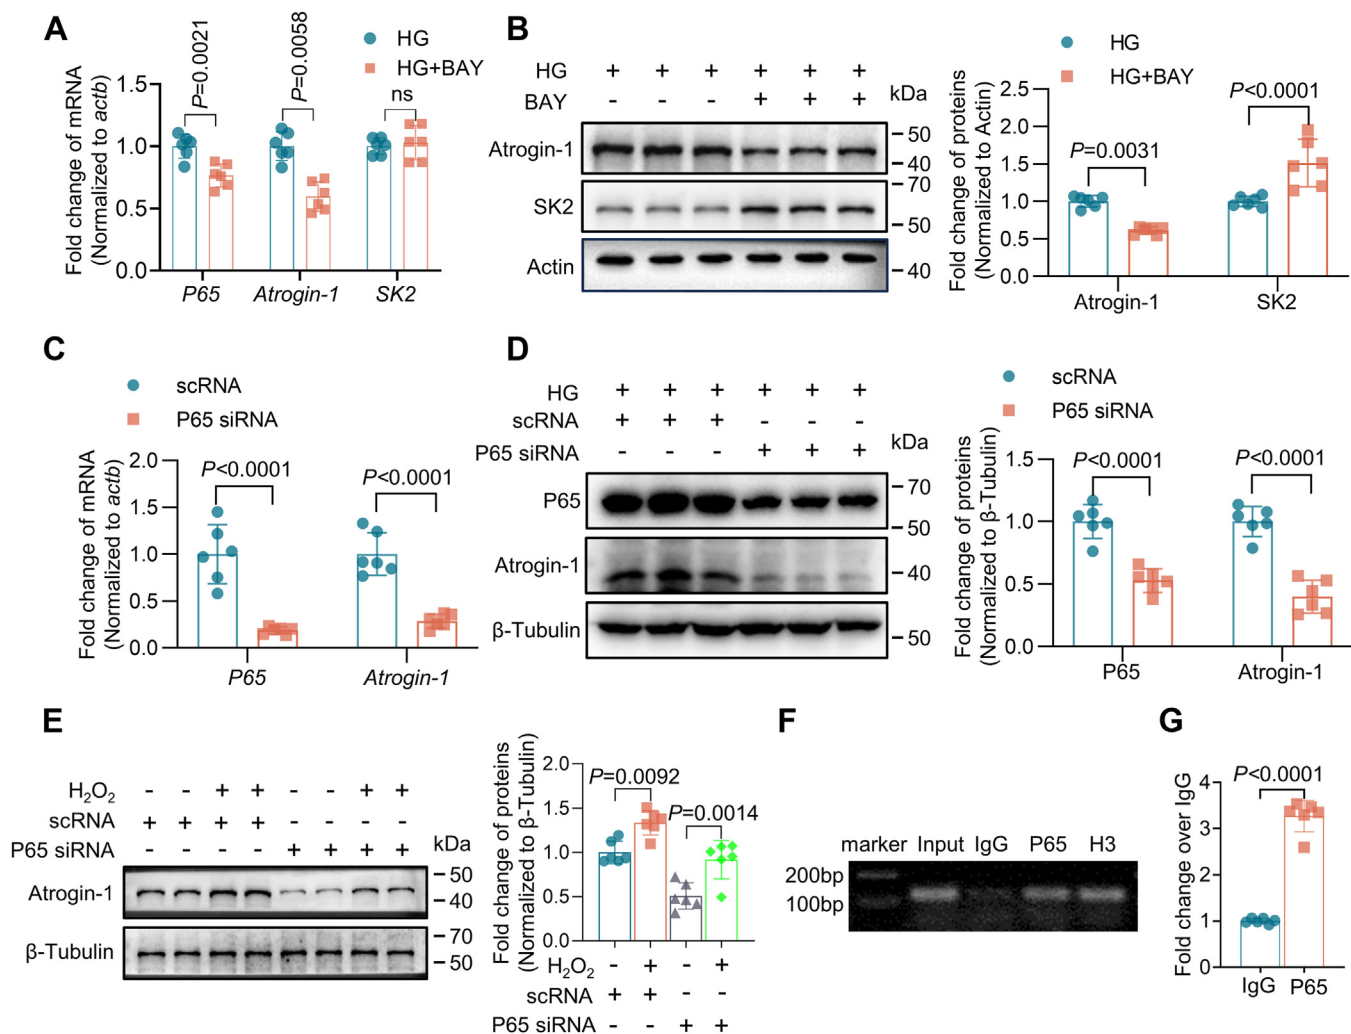 A
HG
HG+BAY
Fold change of mRNA
(Normalized to actb)
1.5
1.0
0.5
0.0
P=0.0021
P=0.0058
ns
P65
Atrogin-1
SK2
B
HG + + + + + +
BAY - - - + + +
kDa
Atrogin-1
50
40
SK2
70
50
Actin
40
HG
HG+BAY
Fold change of proteins
(Normalized to Actin)
2.5
2.0
1.5
1.0
0.5
0.0
P=0.0031
P<0.0001
Atrogin-1
SK2
C
scRNA
P65 siRNA
Fold change of mRNA
(Normalized to actb)
2.0
1.5
1.0
0.5
0.0
P<0.0001
P<0.0001
P65
Atrogin-1
D
HG + + + + + +
scRNA + + + - - -
P65 siRNA - - - + + +
kDa
P65
70
50
Atrogin-1
40
β-Tubulin
50
scRNA
P65 siRNA
Fold change of proteins
(Normalized to β-Tubulin)
1.5
1.0
0.5
0.0
P<0.0001
P<0.0001
P65
Atrogin-1
E
H₂O₂ - - + + - - + +
scRNA + + + + - - - -
P65 siRNA - - - - + + + +
kDa
Atrogin-1
50
40
β-Tubulin
70
50
Fold change of proteins
(Normalized to β-Tubulin)
2.0
1.5
1.0
0.5
0.0
P=0.0092
P=0.0014
H₂O₂ - + - +
scRNA + + - -
P65 siRNA - - + +
F
marker Input IgG P65 H3
200bp
100bp
G
Fold change over IgG
4
3
2
1
0
P<0.0001
IgG
P65